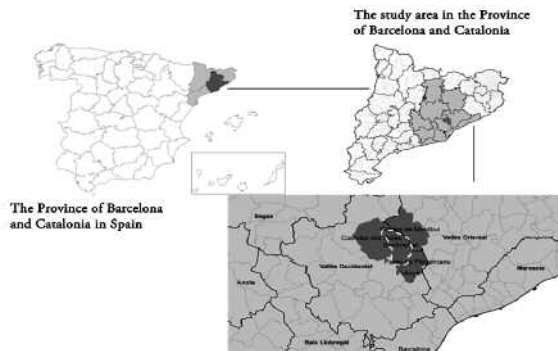 The study area in the Province
of Barcelona and Catalonia
The Province of Barcelona
and Catalonia in Spain
Bages
Vallès Oriental
Vallès Occidental
Maresme
Anoia
Baix Llobregat
Barcelona